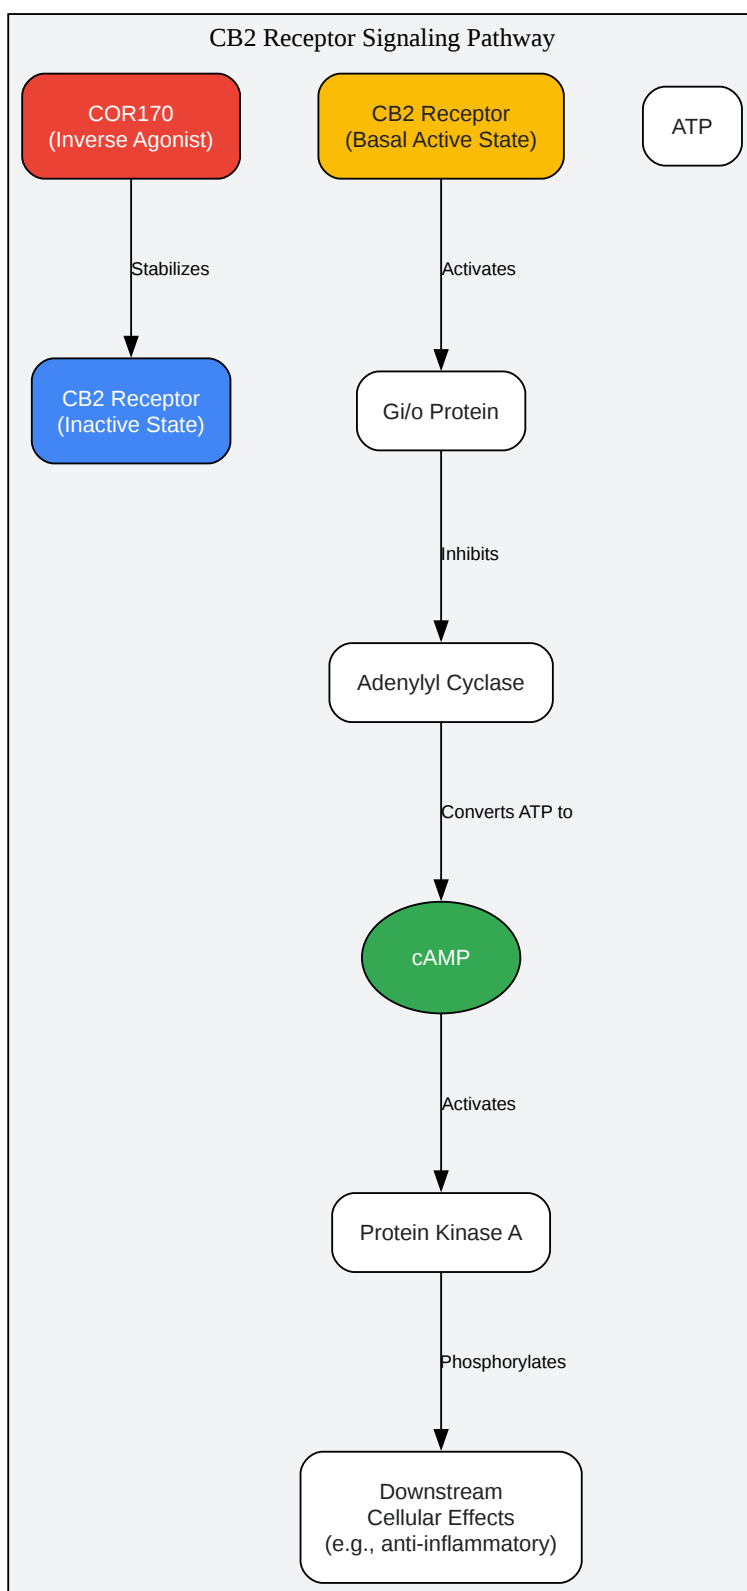 CB2 Receptor Signaling Pathway
COR170
(Inverse Agonist)
CB2 Receptor
(Basal Active State)
ATP
Stabilizes
Activates
CB2 Receptor
(Inactive State)
Gi/o Protein
Inhibits
Adenylyl Cyclase
Converts ATP to
cAMP
Activates
Protein Kinase A
Phosphorylates
Downstream
Cellular Effects
(e.g., anti-inflammatory)